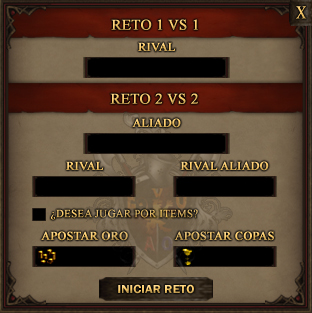 X
RETO 1 VS 1
RIVAL
RETO 2 VS 2
ALIADO
RIVAL RIVAL ALIADO
¿DESEA JUGAR POR ITEMS?
APOSTAR ORO APOSTAR COPAS
INICIAR RETO